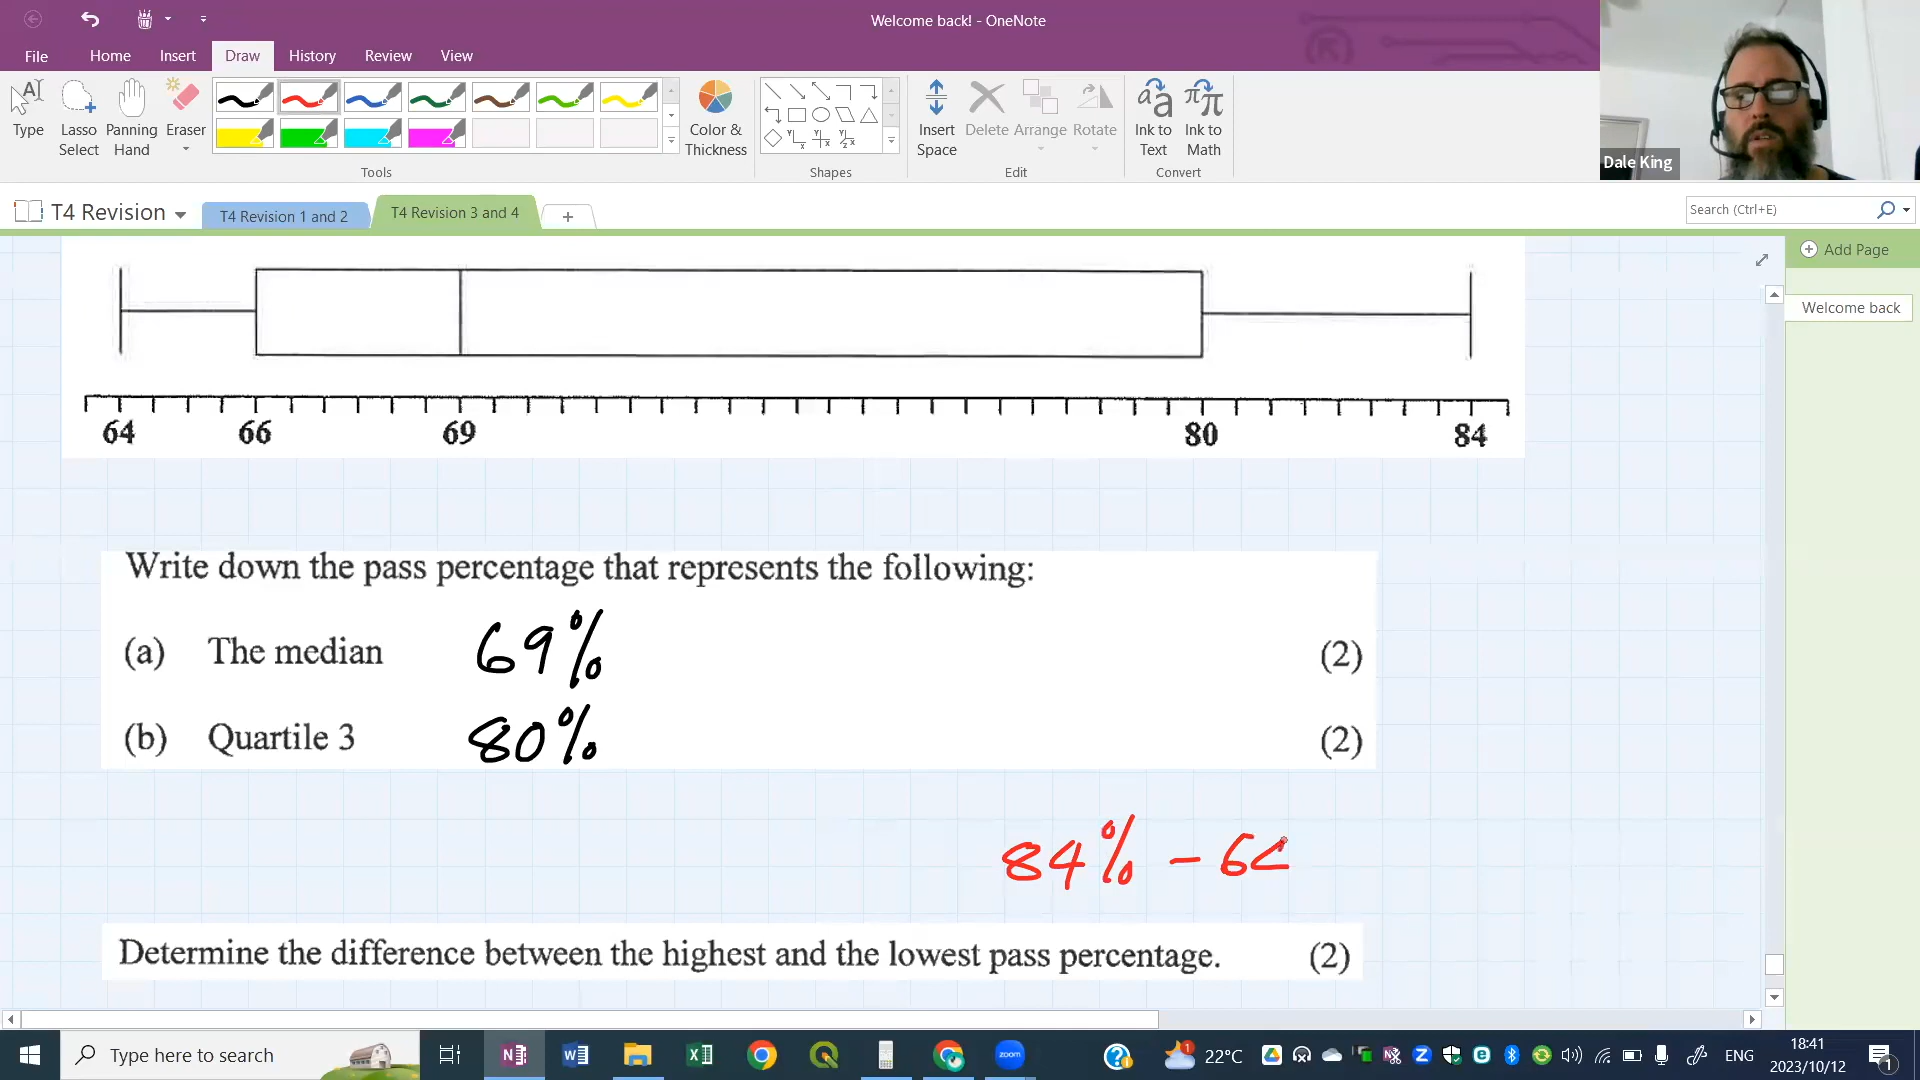 Welcome back! - OneNote
File Home Insert Draw History Review View
Type
Lasso Select
Panning Hand
Eraser
Color & Thickness
Insert Space
Delete
Arrange
Rotate
Ink to Text
Ink to Math
Tools Shapes Edit Convert
Dale King
T4 Revision
T4 Revision 1 and 2
T4 Revision 3 and 4
Search (Ctrl+E)
Add Page
Welcome back
64 66 69 80 84
Write down the pass percentage that represents the following:
(a) The median 69% (2)
(b) Quartile 3 80% (2)
84% - 64
Determine the difference between the highest and the lowest pass percentage. (2)
Type here to search
zoom
22°C
ENG
18:41
2023/10/12
1